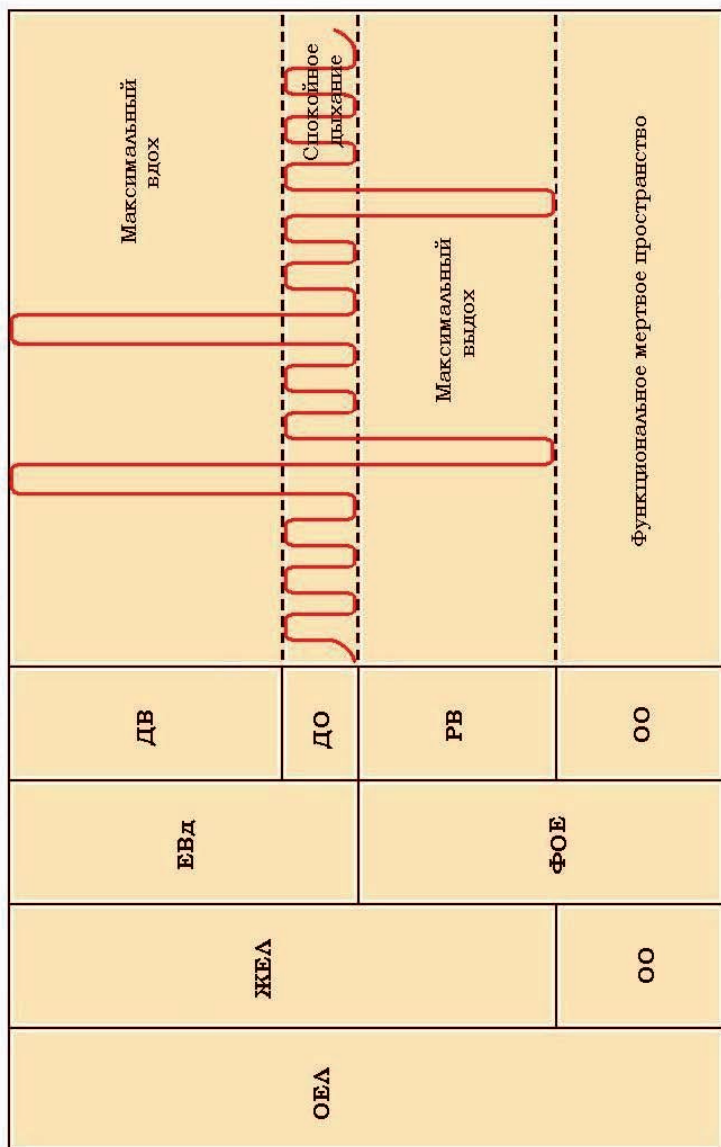 ОЕЛ
ЖЕЛ
ОО
ЕВд
ФОЕ
ДВ
ДО
РВ
ОО
Максимальный
вдох
Спокойное
дыхание
Максимальный
выдох
Функциональное мертвое пространство